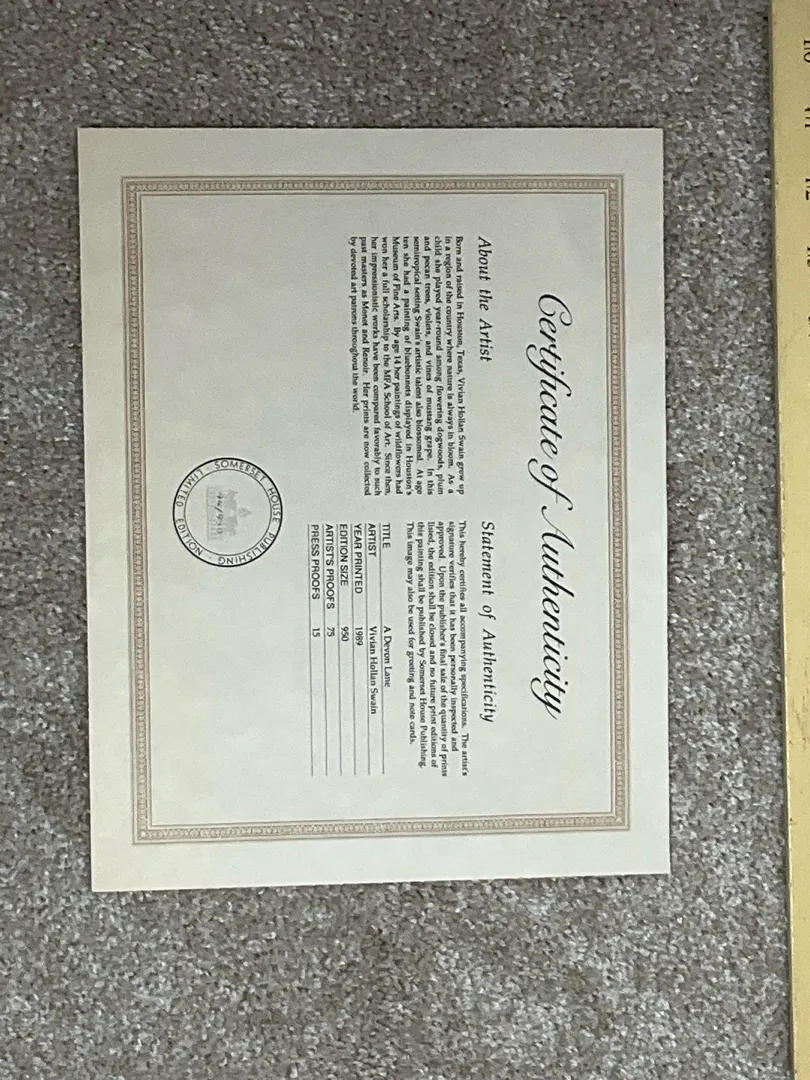 Certificate of Authenticity
About the Artist
Born and raised in Houston, Texas, Vivian Hollan Swain grew up
in a region of the country where nature is always in bloom. As a
child she played year-round among flowering dogwoods, plum
and pecan trees, violets, and vines of mustang grape. In this
semitropical setting Swain's artistic talent also blossomed. At age
ten she had a painting of bluebonnets displayed in Houston's
Museum of Fine Arts. By age 14 her paintings of wildflowers had
won her a full scholarship to the MFA School of Art. Since then,
her impressionistic works have been compared favorably to such
past masters as Monet and Renoir. Her prints are now collected
by devoted art patrons throughout the world.
Statement of Authenticity
This hereby certifies all accompanying specifications. The artist's
signature verifies that it has been personally inspected and
approved. Upon the publisher's final sale of the quantity of prints
listed, the edition shall be closed and no future print editions of
this painting shall be published by Somerset House Publishing.
This image may also be used for greeting and note cards.
TITLE A Devon Lane
ARTIST Vivian Hollan Swain
YEAR PRINTED 1989
EDITION SIZE 950
ARTIST'S PROOFS 75
PRESS PROOFS 15
SOMERSET HOUSE PUBLISHING
LIMITED EDITION